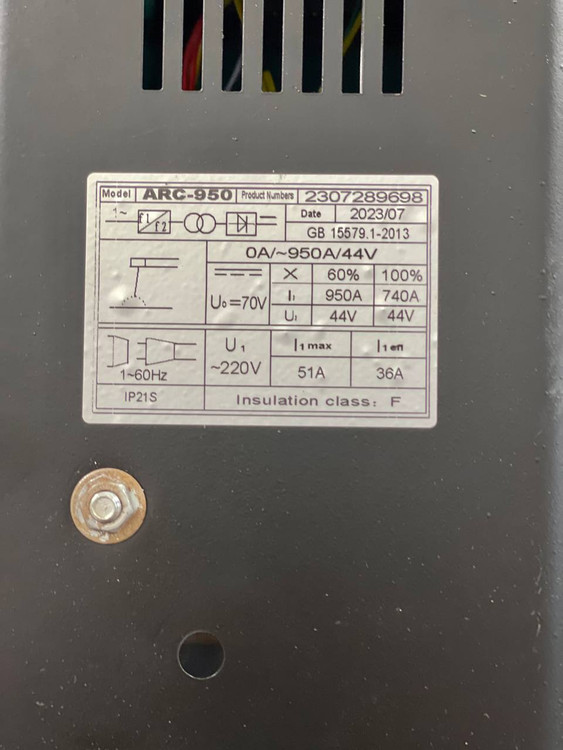 Model ARC-950 Product Numbers 2307289698
1~ f1 f2 Date 2023/07
GB 15579.1-2013
0A/~950A/44V
X 60% 100%
U₀=70V I₁ 950A 740A
U₁ 44V 44V
U₁ I₁max I₁eff
1~60Hz ~220V 51A 36A
IP21S Insulation class: F